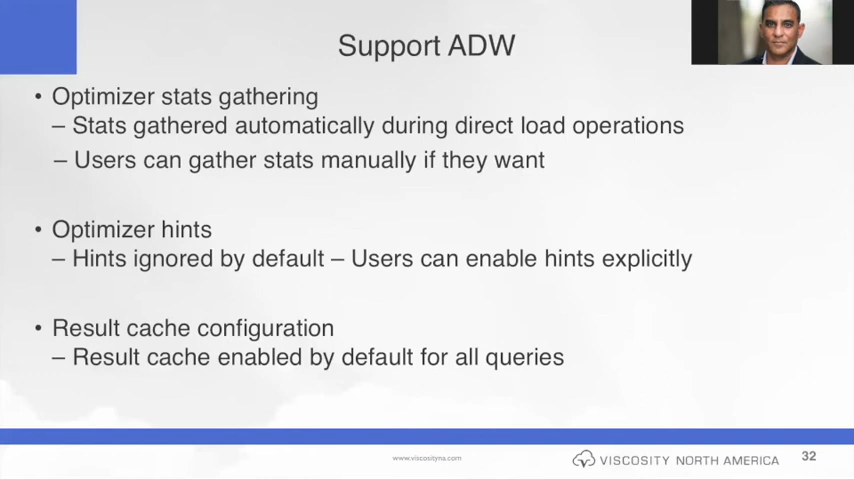 Support ADW
• Optimizer stats gathering
– Stats gathered automatically during direct load operations
– Users can gather stats manually if they want
• Optimizer hints
– Hints ignored by default – Users can enable hints explicitly
• Result cache configuration
– Result cache enabled by default for all queries
www.viscosityna.com
VISCOSITY NORTH AMERICA
32